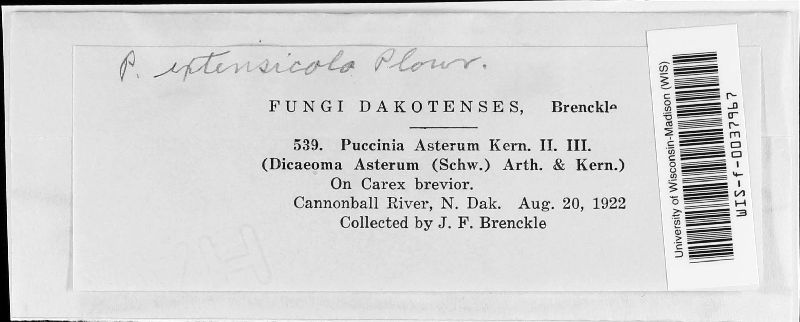 P. extensicola Plowr.
FUNGI DAKOTENSES, Brenckle
539. Puccinia Asterum Kern. II. III.
(Dicaeoma Asterum (Schw.) Arth. & Kern.)
On Carex brevior.
Cannonball River, N. Dak. Aug. 20, 1922
Collected by J. F. Brenckle
University of Wisconsin-Madison (WIS)
WIS-f-0037967